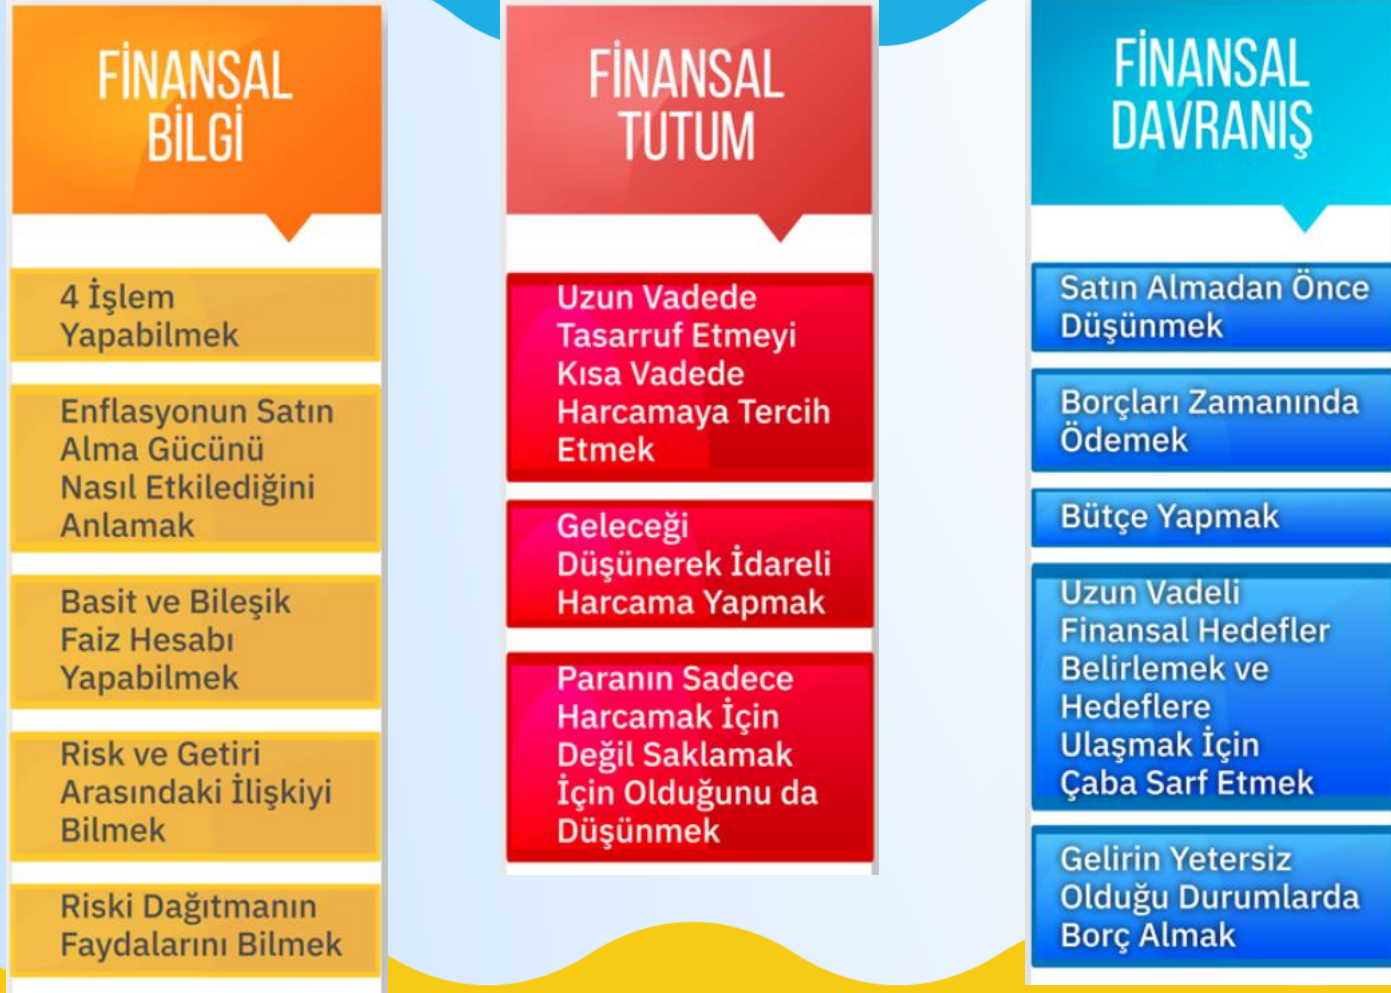 FİNANSAL
BİLGİ
4 İşlem
Yapabilmek
Enflasyonun Satın
Alma Gücünü
Nasıl Etkilediğini
Anlamak
Basit ve Bileşik
Faiz Hesabı
Yapabilmek
Risk ve Getiri
Arasındaki İlişkiyi
Bilmek
Riski Dağıtmanın
Faydalarını Bilmek
FİNANSAL
TUTUM
Uzun Vadede
Tasarruf Etmeyi
Kısa Vadede
Harcamaya Tercih
Etmek
Geleceği
Düşünerek İdareli
Harcama Yapmak
Paranın Sadece
Harcamak İçin
Değil Saklamak
İçin Olduğunu da
Düşünmek
FİNANSAL
DAVRANIŞ
Satın Almadan Önce
Düşünmek
Borçları Zamanında
Ödemek
Bütçe Yapmak
Uzun Vadeli
Finansal Hedefler
Belirlemek ve
Hedeflere
Ulaşmak İçin
Çaba Sarf Etmek
Gelirin Yetersiz
Olduğu Durumlarda
Borç Almak